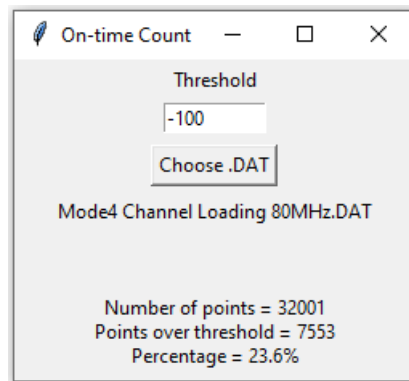 On-time Count
Threshold
-100
Choose .DAT
Mode4 Channel Loading 80MHz.DAT
Number of points = 32001
Points over threshold = 7553
Percentage = 23.6%